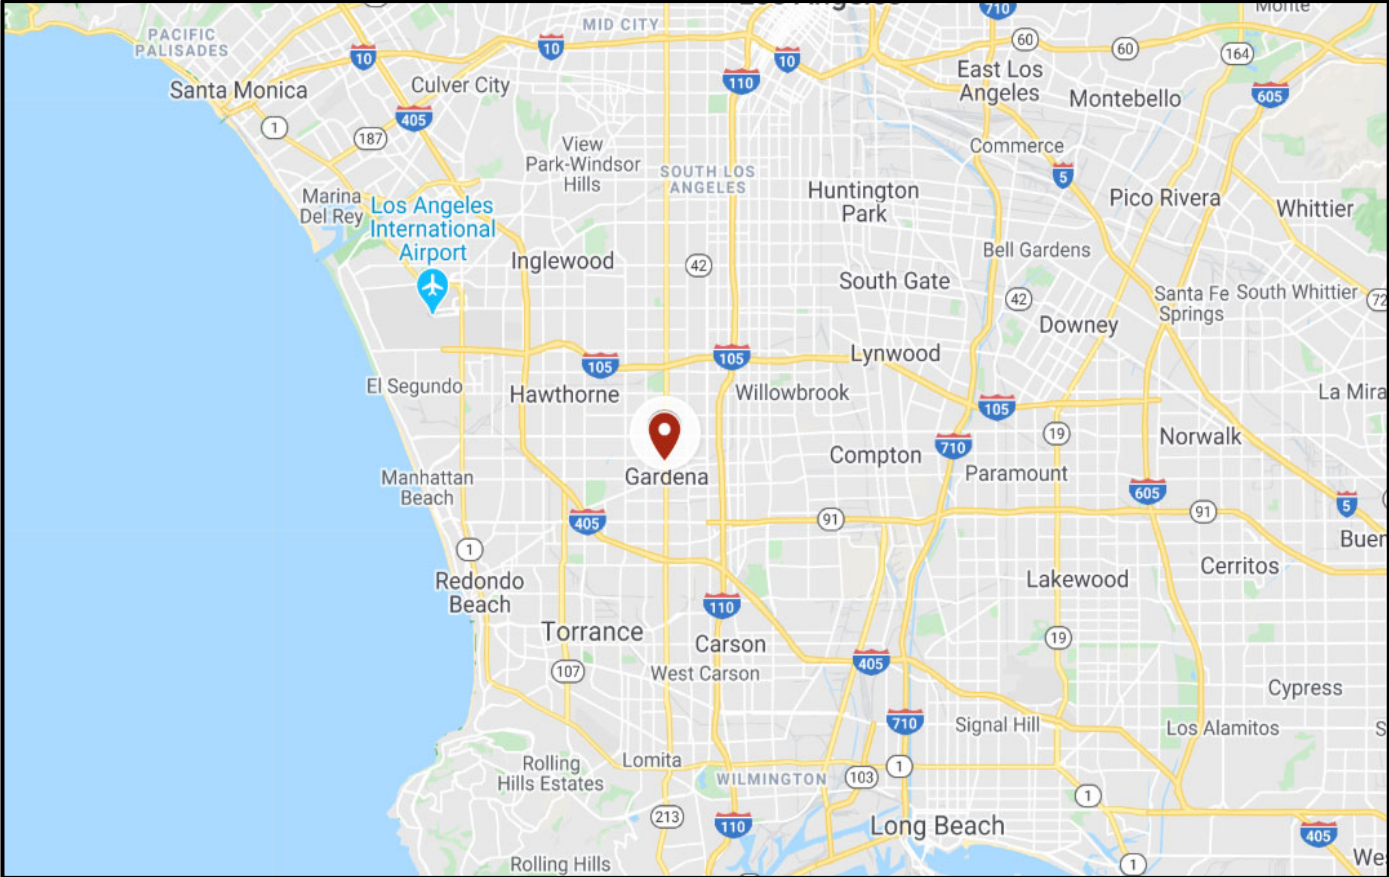 Los Angeles
Monte
710
PACIFIC
PALISADES
MID CITY
10
10
10
60
60
164
110
Santa Monica
Culver City
East Los
Angeles
Montebello
605
405
1
187
View
Park-Windsor
Hills
SOUTH LOS
ANGELES
Commerce
5
Huntington
Park
Pico Rivera
Whittier
Marina
Del Rey
Los Angeles
International
Airport
Inglewood
42
Bell Gardens
South Gate
42
Santa Fe
Springs
South Whittier
72
Downey
105
105
Lynwood
El Segundo
Hawthorne
Willowbrook
105
La Mira
19
Norwalk
710
Compton
Paramount
Gardena
Manhattan
Beach
605
5
405
91
91
Buer
1
Redondo
Beach
Cerritos
Lakewood
110
Torrance
Carson
19
405
107
West Carson
Cypress
710
Signal Hill
Los Alamitos
S
Rolling
Hills Estates
Lomita
WILMINGTON
103
1
1
213
110
Long Beach
405
Rolling Hills
1
Wes